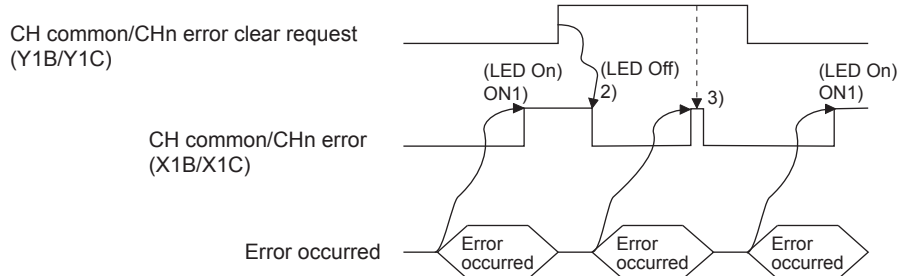 CH common/CHn error clear request
(Y1B/Y1C)
(LED On)
ON1)
(LED Off)
2)
3)
(LED On)
ON1)
CH common/CHn error
(X1B/X1C)
Error occurred
Error
occurred
Error
occurred
Error
occurred